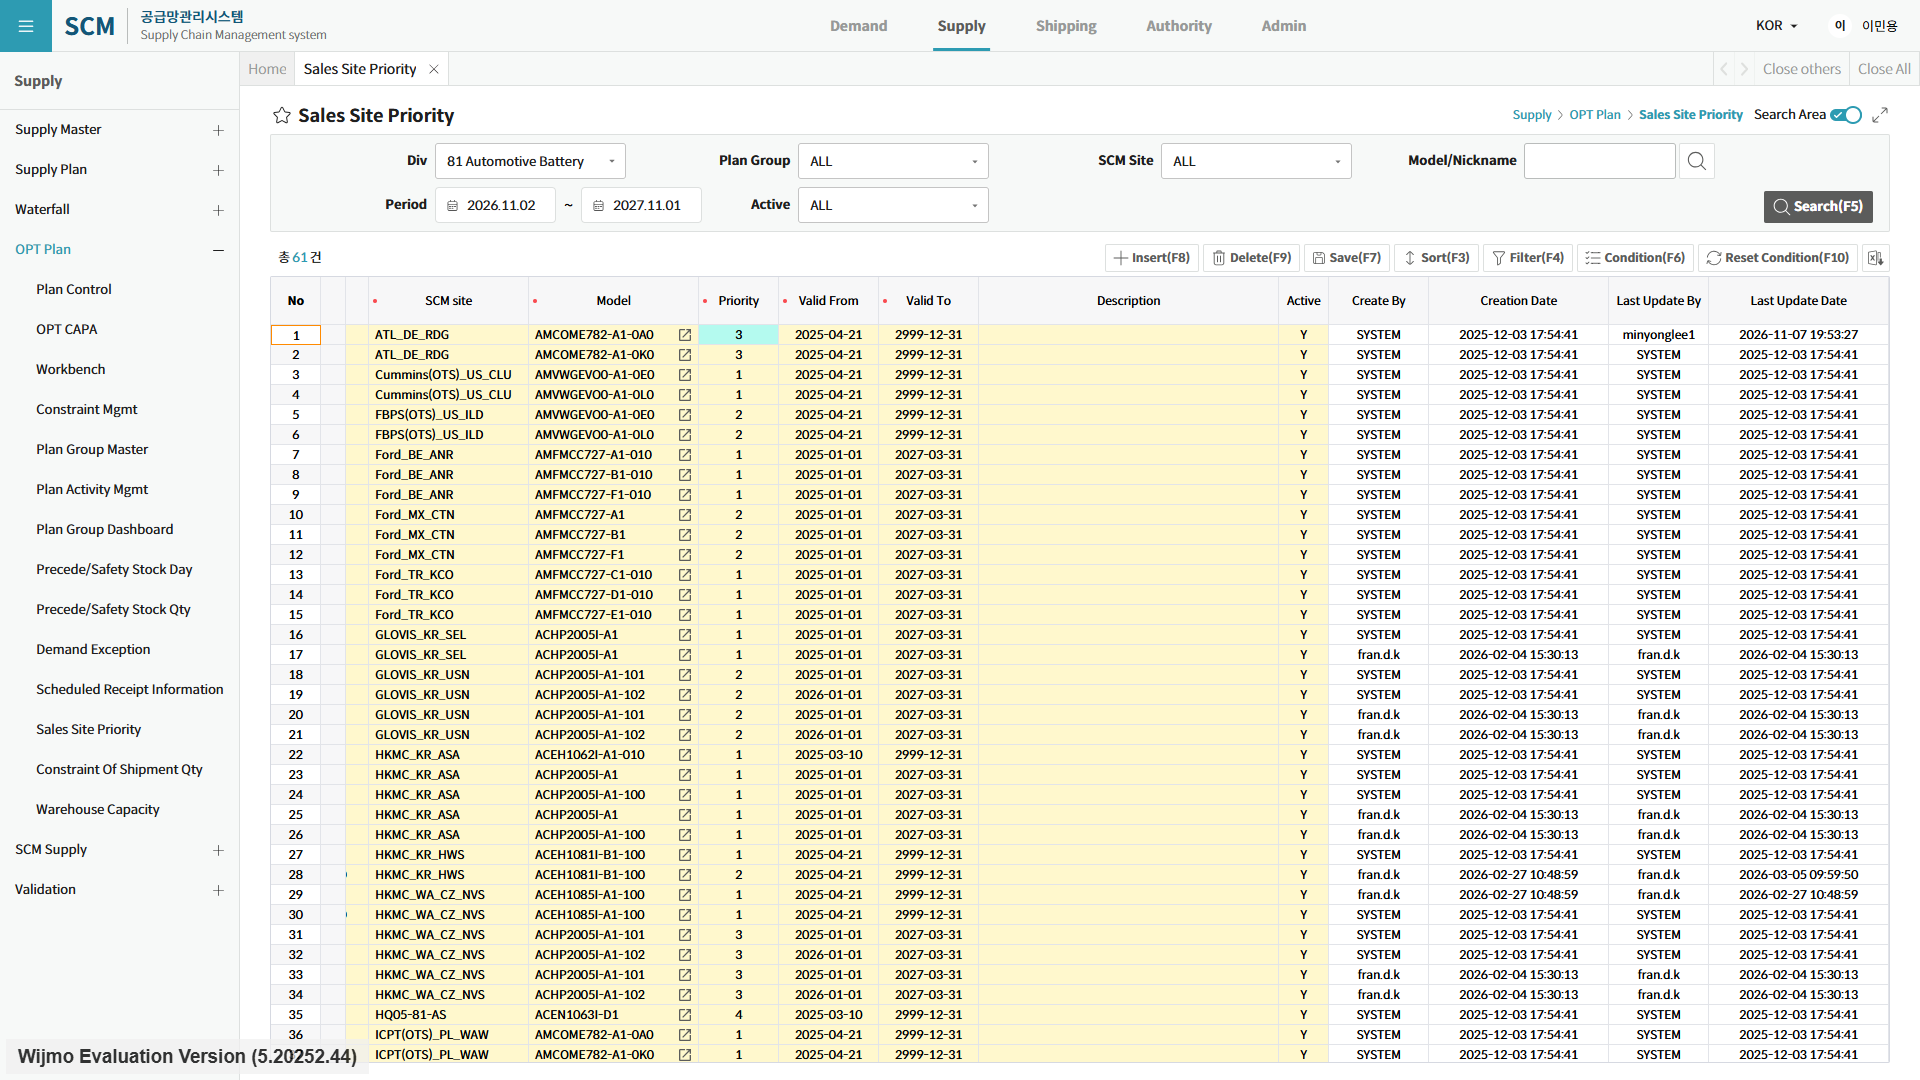 SCM 공급망관리시스템
Supply Chain Management system
Demand Supply Shipping Authority Admin
KOR 이 이민용
Supply
Home Sales Site Priority
Close others Close All
Supply Master
Supply Plan
Waterfall
OPT Plan
Plan Control
OPT CAPA
Workbench
Constraint Mgmt
Plan Group Master
Plan Activity Mgmt
Plan Group Dashboard
Precede/Safety Stock Day
Precede/Safety Stock Qty
Demand Exception
Scheduled Receipt Information
Sales Site Priority
Constraint Of Shipment Qty
Warehouse Capacity
SCM Supply
Validation
Sales Site Priority
Supply > OPT Plan > Sales Site Priority Search Area
Div 81 Automotive Battery Plan Group ALL SCM Site ALL Model/Nickname
Period 2026.11.02 ~ 2027.11.01 Active ALL
Search(F5)
총 61 건
Insert(F8) Delete(F9) Save(F7) Sort(F3) Filter(F4) Condition(F6) Reset Condition(F10)
No SCM site Model Priority Valid From Valid To Description Active Create By Creation Date Last Update By Last Update Date
1 ATL_DE_RDG AMCOME782-A1-0A0 3 2025-04-21 2999-12-31 Y SYSTEM 2025-12-03 17:54:41 minyonglee1 2026-11-07 19:53:27
2 ATL_DE_RDG AMCOME782-A1-0K0 3 2025-04-21 2999-12-31 Y SYSTEM 2025-12-03 17:54:41 SYSTEM 2025-12-03 17:54:41
3 Cummins(OTS)_US_CLU AMVWGEVO0-A1-0E0 1 2025-04-21 2999-12-31 Y SYSTEM 2025-12-03 17:54:41 SYSTEM 2025-12-03 17:54:41
4 Cummins(OTS)_US_CLU AMVWGEVO0-A1-0L0 1 2025-04-21 2999-12-31 Y SYSTEM 2025-12-03 17:54:41 SYSTEM 2025-12-03 17:54:41
5 FBPS(OTS)_US_ILD AMVWGEVO0-A1-0E0 2 2025-04-21 2999-12-31 Y SYSTEM 2025-12-03 17:54:41 SYSTEM 2025-12-03 17:54:41
6 FBPS(OTS)_US_ILD AMVWGEVO0-A1-0L0 2 2025-04-21 2999-12-31 Y SYSTEM 2025-12-03 17:54:41 SYSTEM 2025-12-03 17:54:41
7 Ford_BE_ANR AMFMCC727-A1-010 1 2025-01-01 2027-03-31 Y SYSTEM 2025-12-03 17:54:41 SYSTEM 2025-12-03 17:54:41
8 Ford_BE_ANR AMFMCC727-B1-010 1 2025-01-01 2027-03-31 Y SYSTEM 2025-12-03 17:54:41 SYSTEM 2025-12-03 17:54:41
9 Ford_BE_ANR AMFMCC727-F1-010 1 2025-01-01 2027-03-31 Y SYSTEM 2025-12-03 17:54:41 SYSTEM 2025-12-03 17:54:41
10 Ford_MX_CTN AMFMCC727-A1 2 2025-01-01 2027-03-31 Y SYSTEM 2025-12-03 17:54:41 SYSTEM 2025-12-03 17:54:41
11 Ford_MX_CTN AMFMCC727-B1 2 2025-01-01 2027-03-31 Y SYSTEM 2025-12-03 17:54:41 SYSTEM 2025-12-03 17:54:41
12 Ford_MX_CTN AMFMCC727-F1 2 2025-01-01 2027-03-31 Y SYSTEM 2025-12-03 17:54:41 SYSTEM 2025-12-03 17:54:41
13 Ford_TR_KCO AMFMCC727-C1-010 1 2025-01-01 2027-03-31 Y SYSTEM 2025-12-03 17:54:41 SYSTEM 2025-12-03 17:54:41
14 Ford_TR_KCO AMFMCC727-D1-010 1 2025-01-01 2027-03-31 Y SYSTEM 2025-12-03 17:54:41 SYSTEM 2025-12-03 17:54:41
15 Ford_TR_KCO AMFMCC727-E1-010 1 2025-01-01 2027-03-31 Y SYSTEM 2025-12-03 17:54:41 SYSTEM 2025-12-03 17:54:41
16 GLOVIS_KR_SEL ACHP2005I-A1 1 2025-01-01 2027-03-31 Y SYSTEM 2025-12-03 17:54:41 SYSTEM 2025-12-03 17:54:41
17 GLOVIS_KR_SEL ACHP2005I-A1 1 2025-01-01 2027-03-31 Y fran.d.k 2026-02-04 15:30:13 fran.d.k 2026-02-04 15:30:13
18 GLOVIS_KR_USN ACHP2005I-A1-101 2 2025-01-01 2027-03-31 Y SYSTEM 2025-12-03 17:54:41 SYSTEM 2025-12-03 17:54:41
19 GLOVIS_KR_USN ACHP2005I-A1-102 2 2026-01-01 2027-03-31 Y SYSTEM 2025-12-03 17:54:41 SYSTEM 2025-12-03 17:54:41
20 GLOVIS_KR_USN ACHP2005I-A1-101 2 2025-01-01 2027-03-31 Y fran.d.k 2026-02-04 15:30:13 fran.d.k 2026-02-04 15:30:13
21 GLOVIS_KR_USN ACHP2005I-A1-102 2 2026-01-01 2027-03-31 Y fran.d.k 2026-02-04 15:30:13 fran.d.k 2026-02-04 15:30:13
22 HKMC_KR_ASA ACEH1062I-A1-010 1 2025-03-10 2999-12-31 Y SYSTEM 2025-12-03 17:54:41 SYSTEM 2025-12-03 17:54:41
23 HKMC_KR_ASA ACHP2005I-A1 1 2025-01-01 2027-03-31 Y SYSTEM 2025-12-03 17:54:41 SYSTEM 2025-12-03 17:54:41
24 HKMC_KR_ASA ACHP2005I-A1-100 1 2025-01-01 2027-03-31 Y SYSTEM 2025-12-03 17:54:41 SYSTEM 2025-12-03 17:54:41
25 HKMC_KR_ASA ACHP2005I-A1 1 2025-01-01 2027-03-31 Y fran.d.k 2026-02-04 15:30:13 fran.d.k 2026-02-04 15:30:13
26 HKMC_KR_ASA ACHP2005I-A1-100 1 2025-01-01 2027-03-31 Y fran.d.k 2026-02-04 15:30:13 fran.d.k 2026-02-04 15:30:13
27 HKMC_KR_HWS ACEH1081I-B1-100 1 2025-04-21 2999-12-31 Y SYSTEM 2025-12-03 17:54:41 SYSTEM 2025-12-03 17:54:41
28 HKMC_KR_HWS ACEH1081I-B1-100 2 2025-04-21 2999-12-31 Y fran.d.k 2026-02-27 10:48:59 fran.d.k 2026-03-05 09:59:50
29 HKMC_WA_CZ_NVS ACEH1085I-A1-100 1 2025-04-21 2999-12-31 Y fran.d.k 2026-02-27 10:48:59 fran.d.k 2026-02-27 10:48:59
30 HKMC_WA_CZ_NVS ACEH1085I-A1-100 1 2025-04-21 2999-12-31 Y SYSTEM 2025-12-03 17:54:41 SYSTEM 2025-12-03 17:54:41
31 HKMC_WA_CZ_NVS ACHP2005I-A1-101 3 2025-01-01 2027-03-31 Y SYSTEM 2025-12-03 17:54:41 SYSTEM 2025-12-03 17:54:41
32 HKMC_WA_CZ_NVS ACHP2005I-A1-102 3 2026-01-01 2027-03-31 Y SYSTEM 2025-12-03 17:54:41 SYSTEM 2025-12-03 17:54:41
33 HKMC_WA_CZ_NVS ACHP2005I-A1-101 3 2025-01-01 2027-03-31 Y fran.d.k 2026-02-04 15:30:13 fran.d.k 2026-02-04 15:30:13
34 HKMC_WA_CZ_NVS ACHP2005I-A1-102 3 2026-01-01 2027-03-31 Y fran.d.k 2026-02-04 15:30:13 fran.d.k 2026-02-04 15:30:13
35 HQ05-81-AS ACEN1063I-D1 4 2025-03-10 2999-12-31 Y SYSTEM 2025-12-03 17:54:41 SYSTEM 2025-12-03 17:54:41
36 ICPT(OTS)_PL_WAW AMCOME782-A1-0A0 1 2025-04-21 2999-12-31 Y SYSTEM 2025-12-03 17:54:41 SYSTEM 2025-12-03 17:54:41
ICPT(OTS)_PL_WAW AMCOME782-A1-0K0 1 2025-04-21 2999-12-31 Y SYSTEM 2025-12-03 17:54:41 SYSTEM 2025-12-03 17:54:41
Wijmo Evaluation Version (5.20252.44)